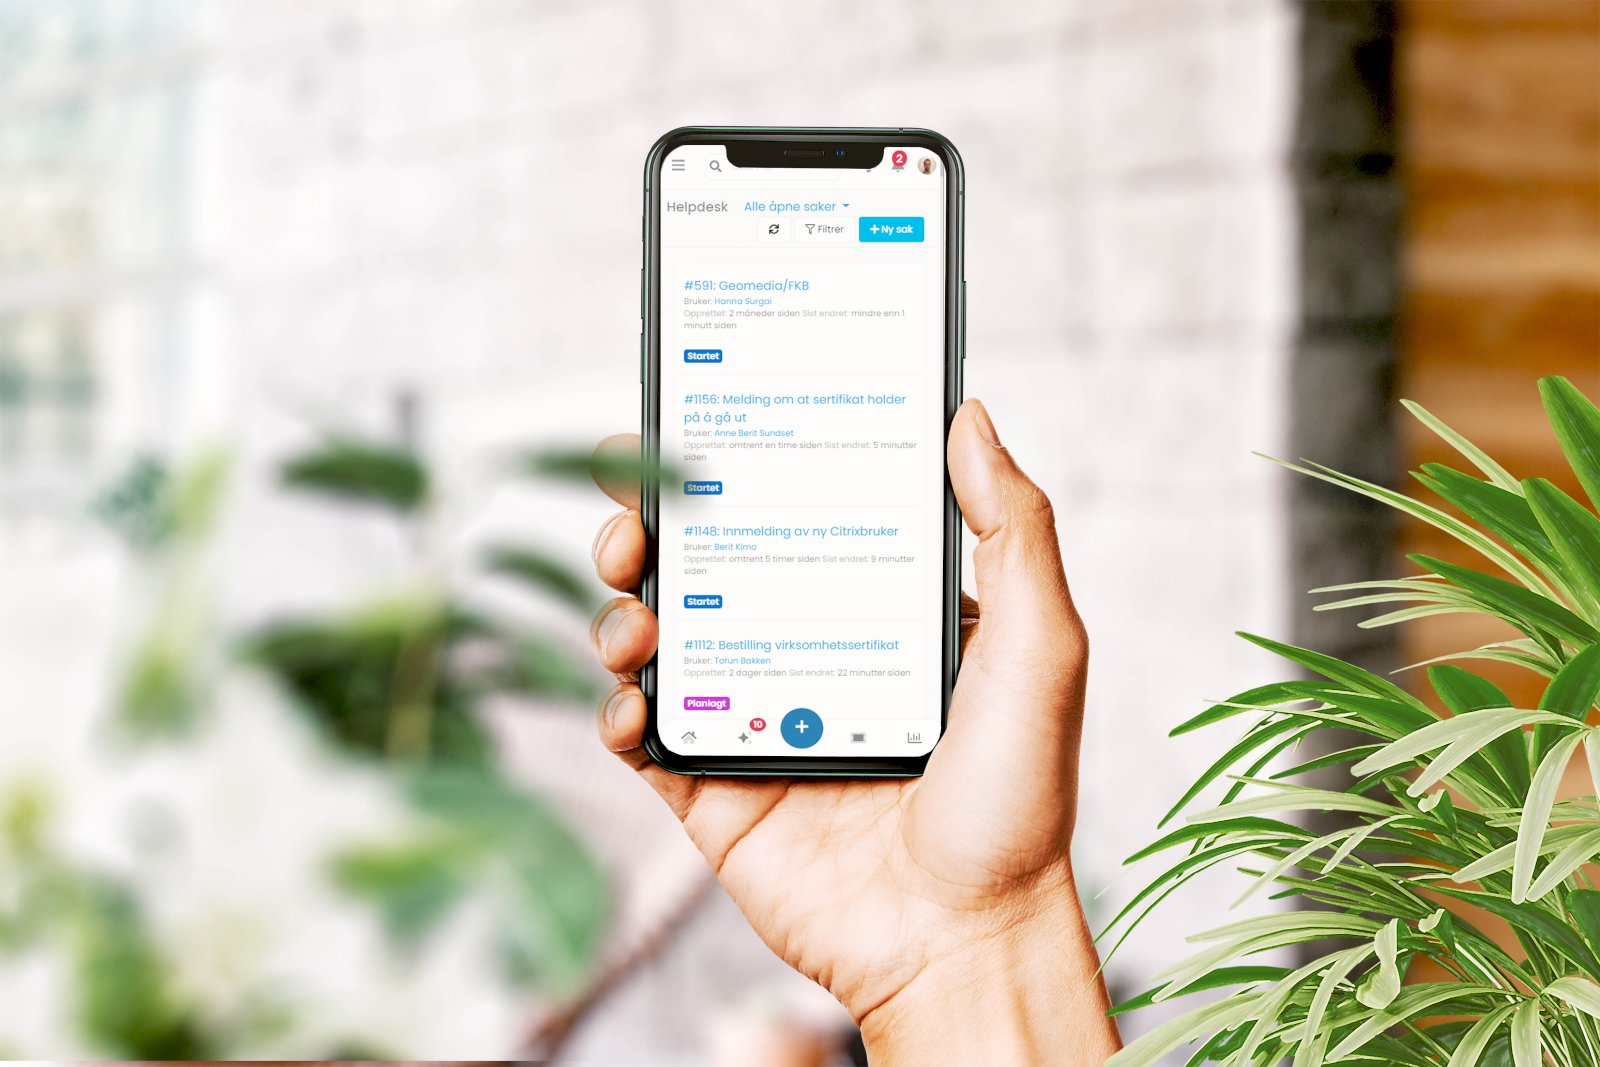 2
Helpdesk Alle åpne saker
Filtrer + Ny sak
#591: Geomedia/FKB
Bruker: Hanna Surgai
Opprettet: 2 måneder siden Sist endret: mindre enn 1
minutt siden
Startet
#1156: Melding om at sertifikat holder
på å gå ut
Bruker: Anne Berit Sundset
Opprettet: omtrent en time siden Sist endret: 5 minutter
siden
Startet
#1148: Innmelding av ny Citrixbruker
Bruker: Berit Kimo
Opprettet: omtrent 5 timer siden Sist endret: 9 minutter
siden
Startet
#1112: Bestilling virksomhetssertifikat
Bruker: Torun Bakken
Opprettet: 2 dager siden Sist endret: 22 minutter siden
Planlagt
10
+